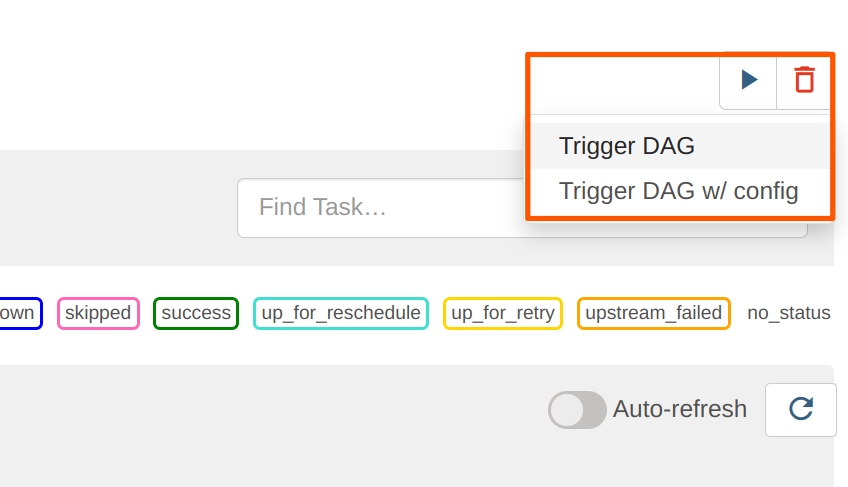 Trigger DAG
Trigger DAG w/ config
Find Task…
own skipped success up_for_reschedule up_for_retry upstream_failed no_status
Auto-refresh